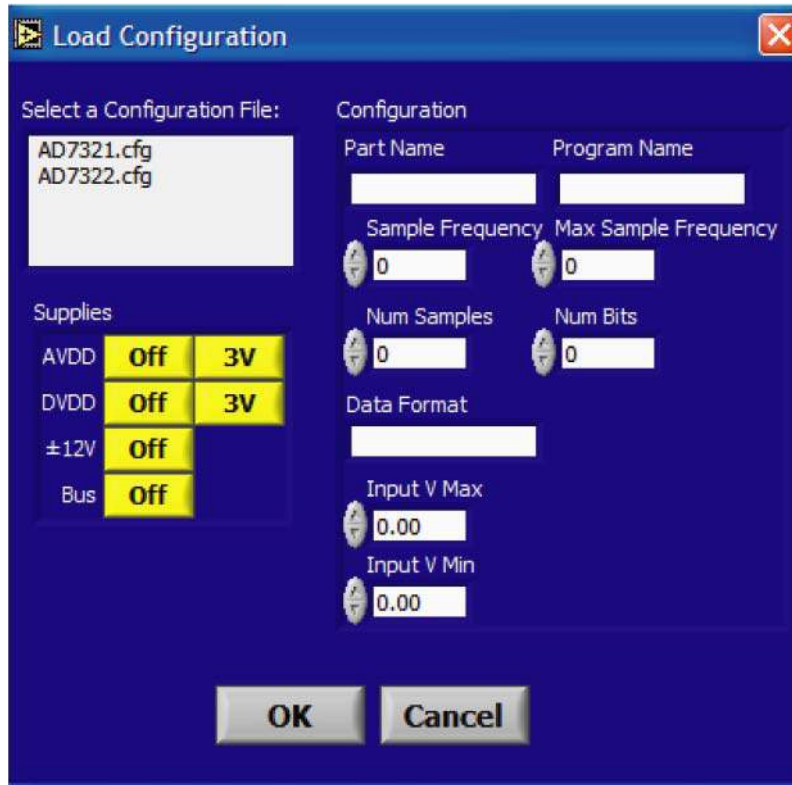 Load Configuration
Select a Configuration File:
AD7321.cfg
AD7322.cfg
Supplies
AVDD Off 3V
DVDD Off 3V
±12V Off
Bus Off
Configuration
Part Name Program Name
Sample Frequency Max Sample Frequency
0 0
Num Samples Num Bits
0 0
Data Format
Input V Max
0.00
Input V Min
0.00
OK Cancel